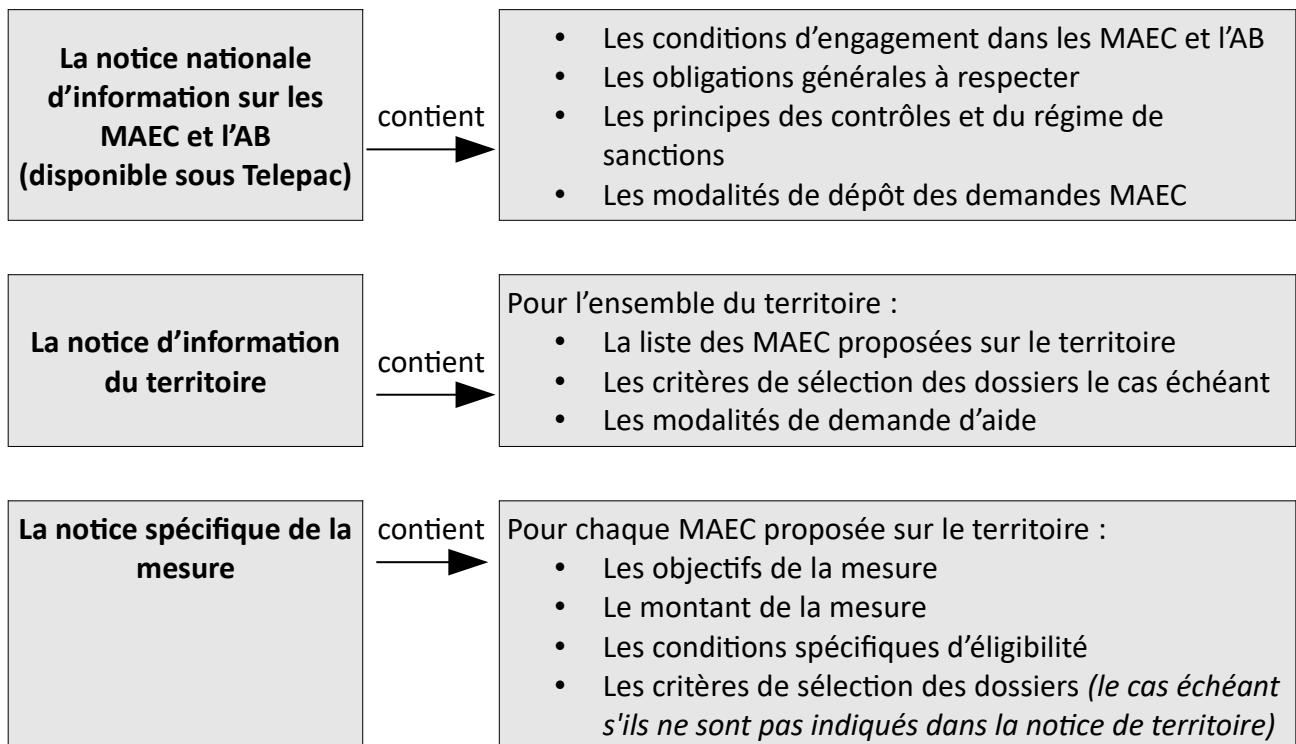 La notice nationale
d’information sur les
MAEC et l’AB
(disponible sous Telepac)
contient
• Les conditions d’engagement dans les MAEC et l’AB
• Les obligations générales à respecter
• Les principes des contrôles et du régime de
sanctions
• Les modalités de dépôt des demandes MAEC
La notice d’information
du territoire
contient
Pour l’ensemble du territoire :
• La liste des MAEC proposées sur le territoire
• Les critères de sélection des dossiers le cas échéant
• Les modalités de demande d’aide
La notice spécifique de la
mesure
contient
Pour chaque MAEC proposée sur le territoire :
• Les objectifs de la mesure
• Le montant de la mesure
• Les conditions spécifiques d’éligibilité
• Les critères de sélection des dossiers (le cas échéant
s'ils ne sont pas indiqués dans la notice de territoire)